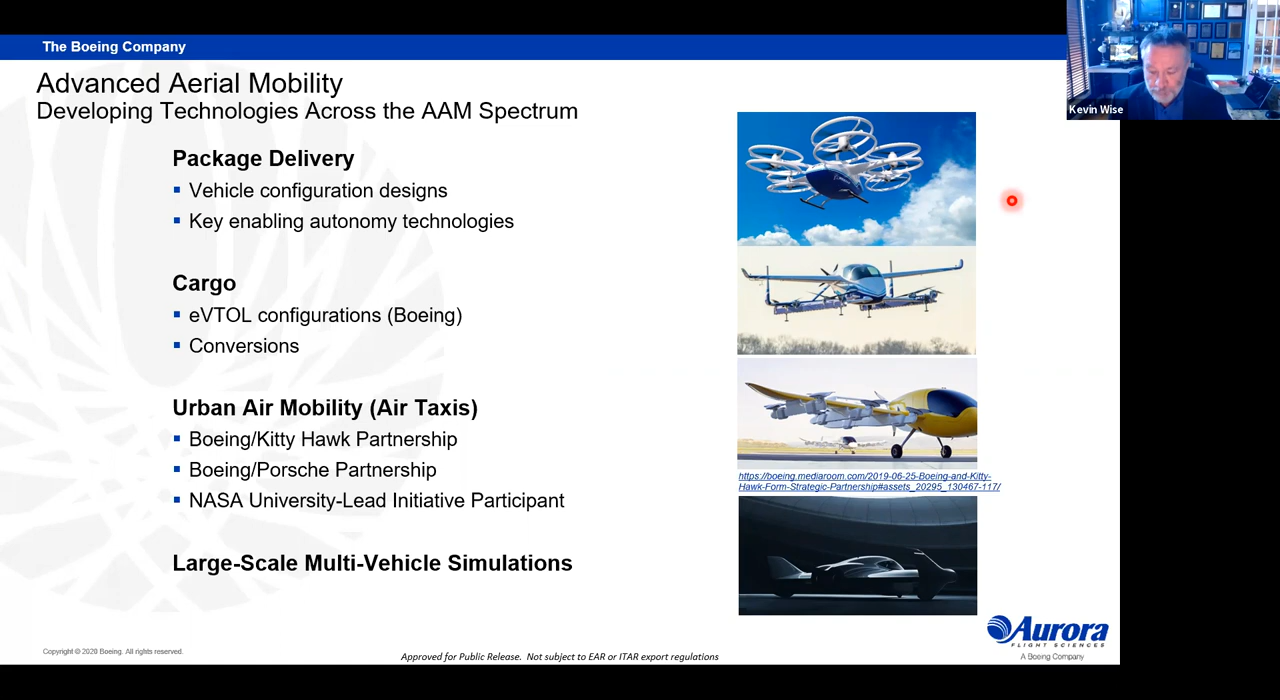 The Boeing Company
Kevin Wise
Advanced Aerial Mobility
Developing Technologies Across the AAM Spectrum
Package Delivery
Vehicle configuration designs
Key enabling autonomy technologies
Cargo
eVTOL configurations (Boeing)
Conversions
Urban Air Mobility (Air Taxis)
Boeing/Kitty Hawk Partnership
Boeing/Porsche Partnership
NASA University-Lead Initiative Participant
Large-Scale Multi-Vehicle Simulations
https://boeing.mediaroom.com/2019-06-25-Boeing-and-Kitty-
Hawk-Form-Strategic-Partnership#assets_20295_130467-117/
Aurora
FLIGHT SCIENCES
A Boeing Company
Copyright © 2020 Boeing. All rights reserved.
Approved for Public Release. Not subject to EAR or ITAR export regulations